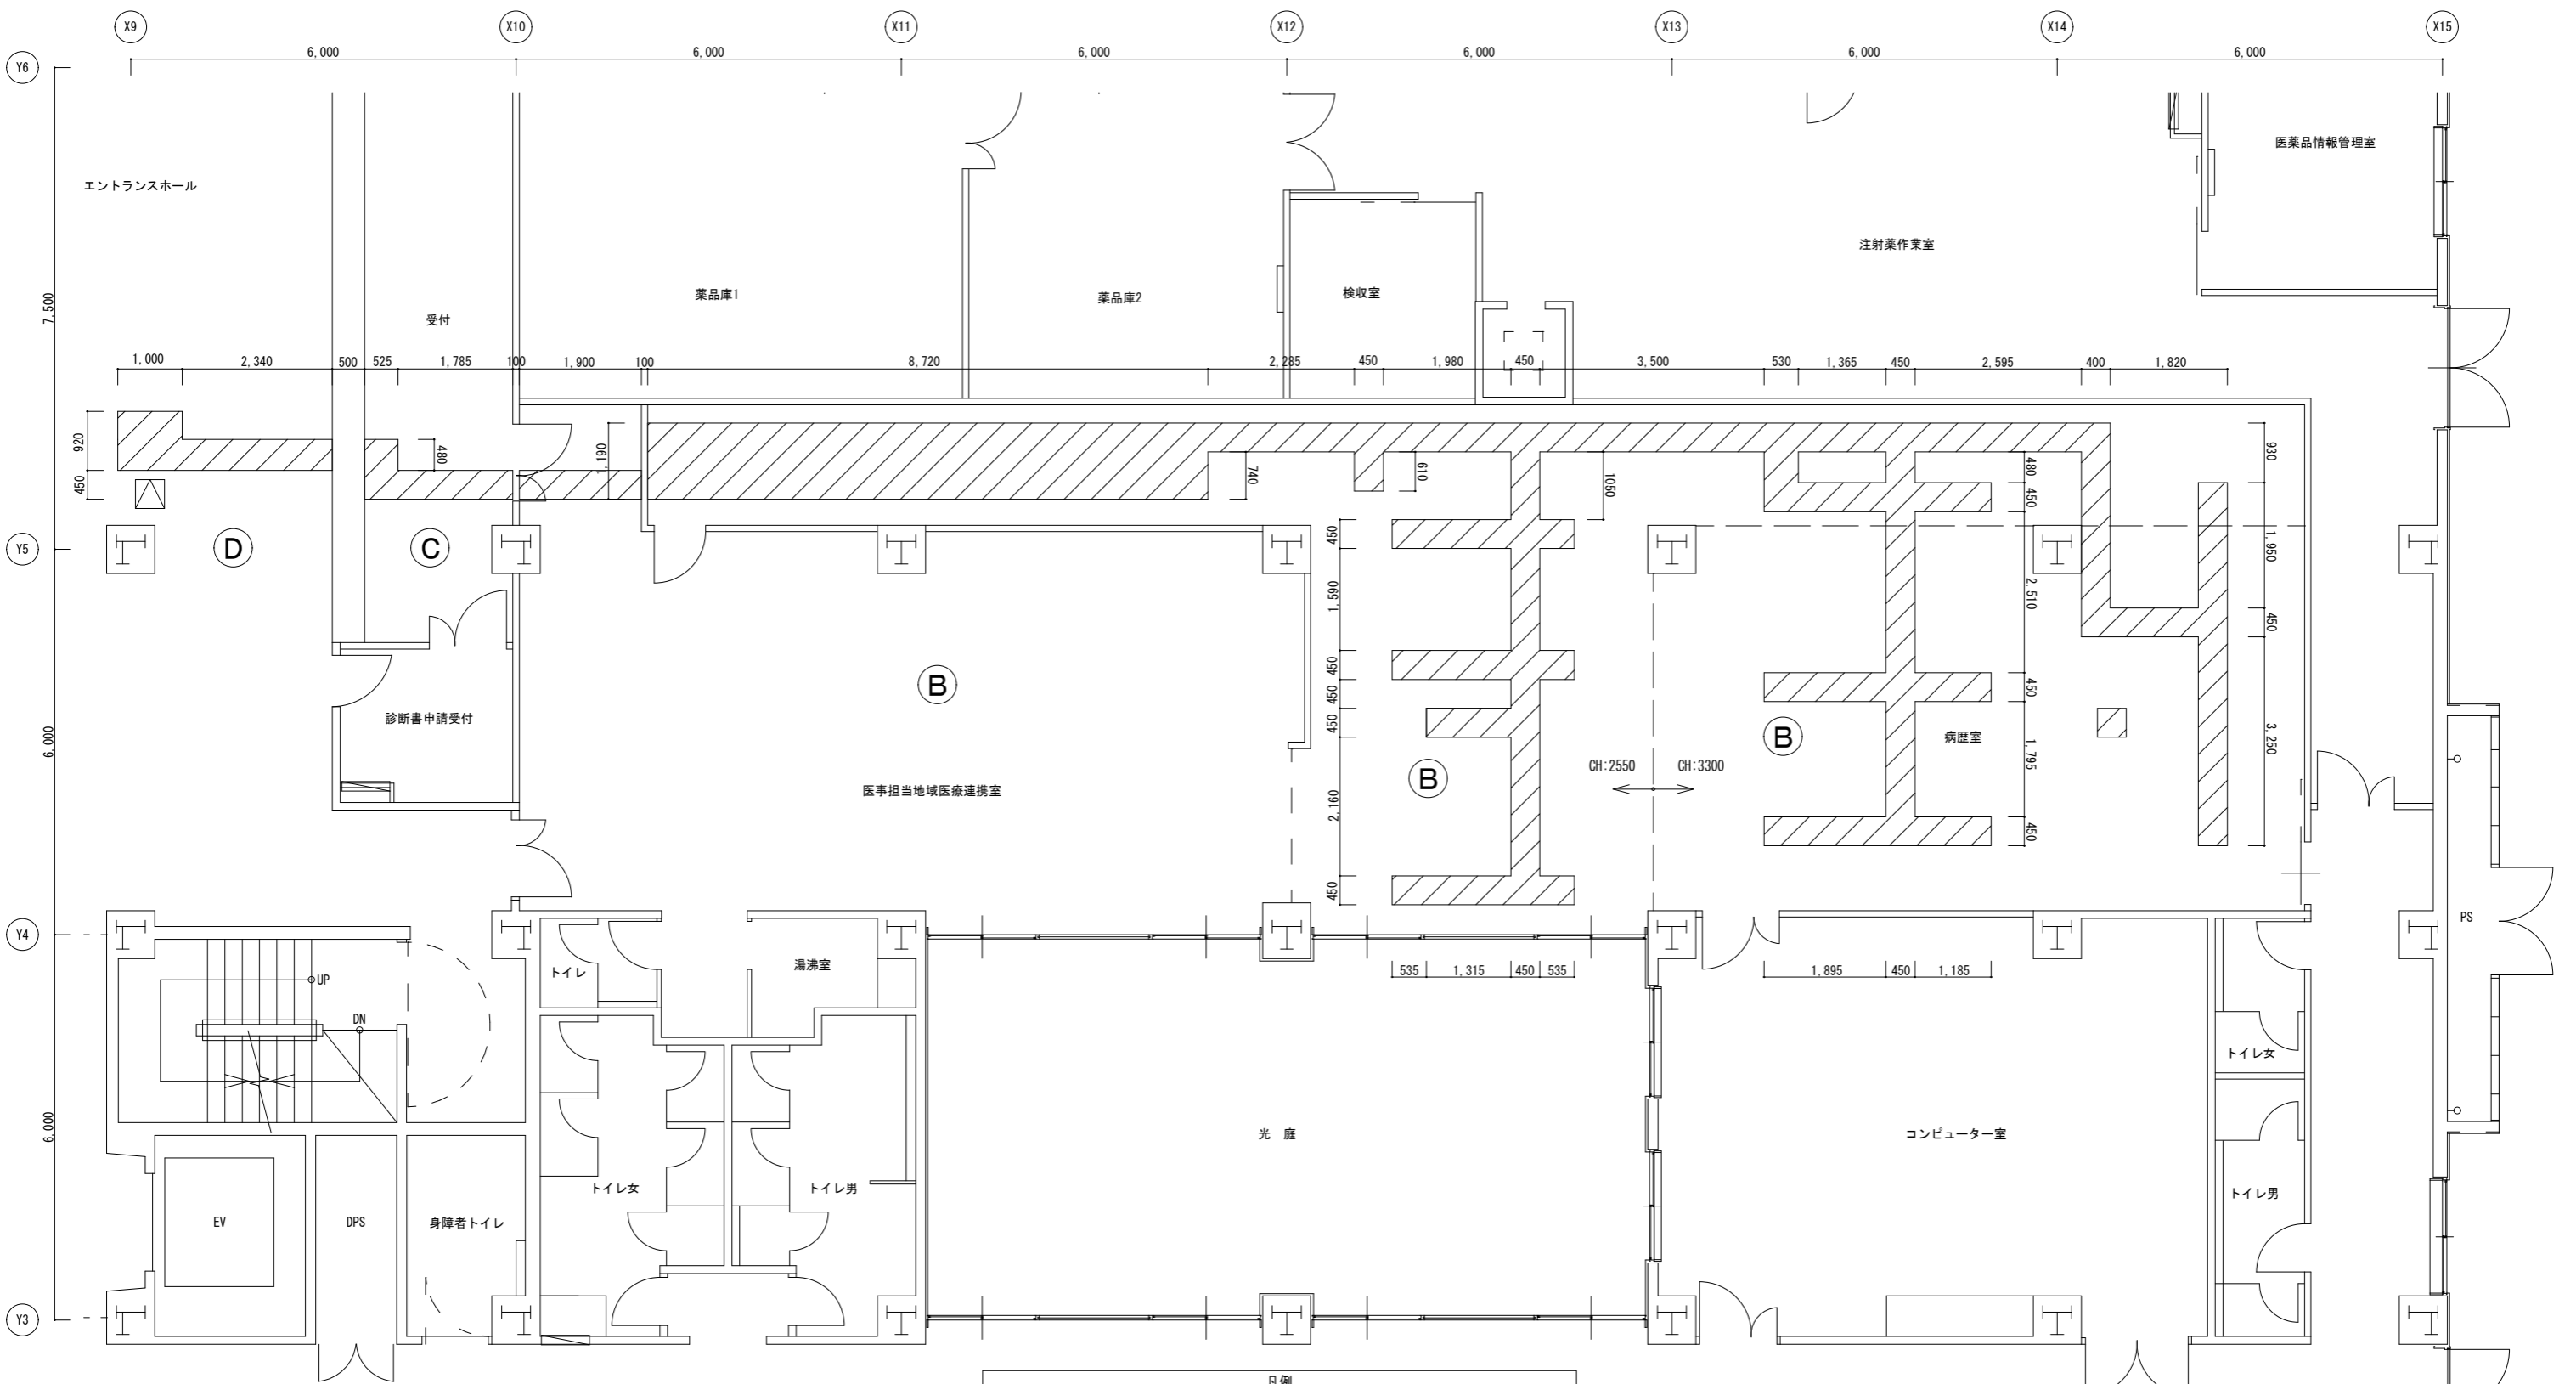 X9 X10 X11 X12 X13 X14 X15
6,000 6,000 6,000 6,000 6,000 6,000
Y6
医薬品情報管理室
エントランスホール
注射薬作業室
検収室
薬品庫1
薬品庫2
7,500
受付
1,000 2,340 500 525 1,785 100 1,900 100 8,720 2,285 450 1,980 450 3,500 530 1,365 450 2,595 400 1,820
920
480
1,190
740
610
1050
480
930
450
450
450
1,950
Y5
D
C
1,590
2,510
450
450
450
B
450
450
診断書申請受付
450
B
病歴室
1,795
3,250
6,000
CH:2550 CH:3300
B
医事担当地域医療連携室
2,160
450
450
PS
Y4
湯沸室
トイレ
535 1,315 450 535
1,895 450 1,185
UP
DN
トイレ女
6,000
光 庭
コンピューター室
トイレ女
トイレ男
トイレ男
EV
DPS
身障者トイレ
Y3
凡例